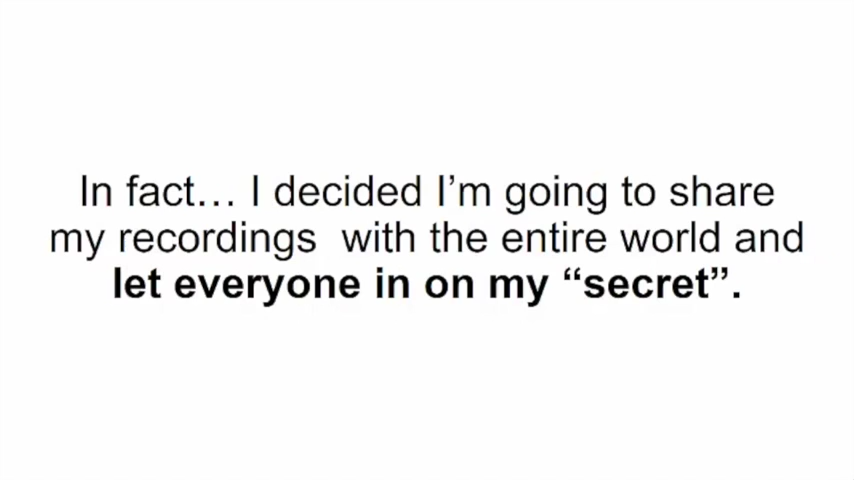 In fact… I decided I’m going to share
my recordings  with the entire world and
let everyone in on my “secret”.